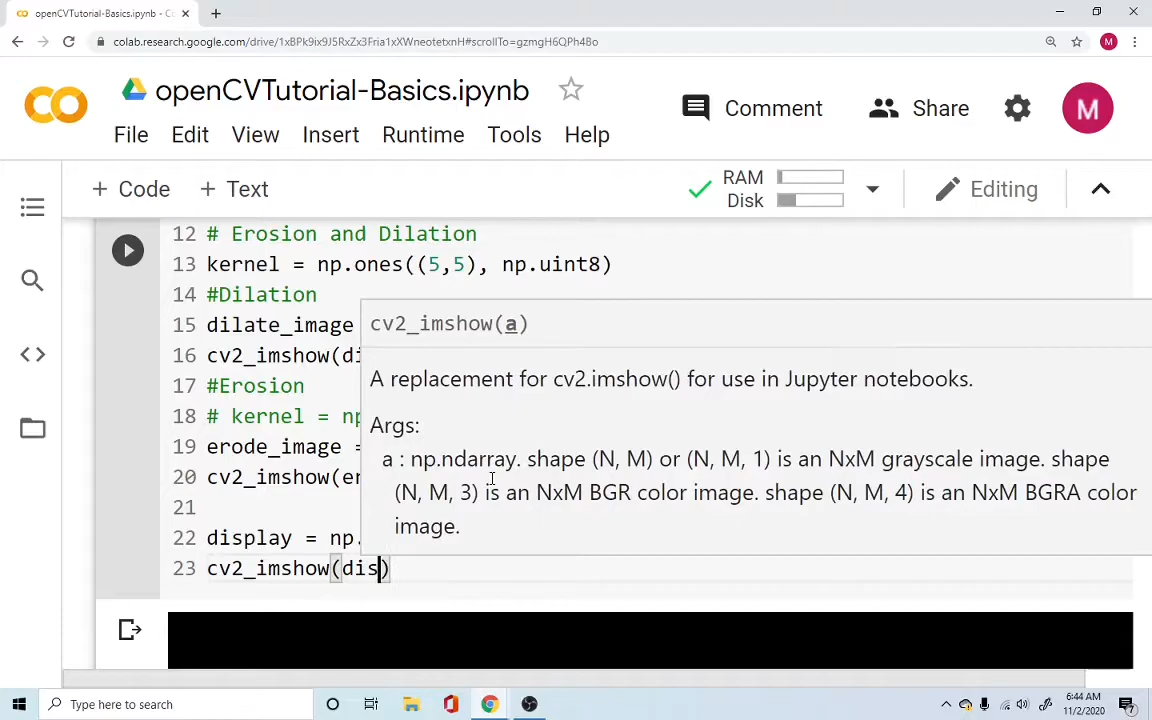 openCVTutorial-Basics.ipynb - Co
colab.research.google.com/drive/1xBPk9ix9J5RxZx3Fria1xXWneotetxnH#scrollTo=gzmgH6QPh4Bo
M
openCVTutorial-Basics.ipynb
Comment
Share
M
File Edit View Insert Runtime Tools Help
+ Code + Text
RAM
Disk
Editing
12 # Erosion and Dilation
13 kernel = np.ones((5,5), np.uint8)
14 #Dilation
15 dilate_image
16 cv2_imshow(di
17 #Erosion
18 # kernel = np
19 erode_image =
20 cv2_imshow(er
21
22 display = np.
23 cv2_imshow(dis)
cv2_imshow(a)
A replacement for cv2.imshow() for use in Jupyter notebooks.
Args:
a : np.ndarray. shape (N, M) or (N, M, 1) is an NxM grayscale image. shape
(N, M, 3) is an NxM BGR color image. shape (N, M, 4) is an NxM BGRA color
image.
Type here to search
6:44 AM
11/2/2020
7